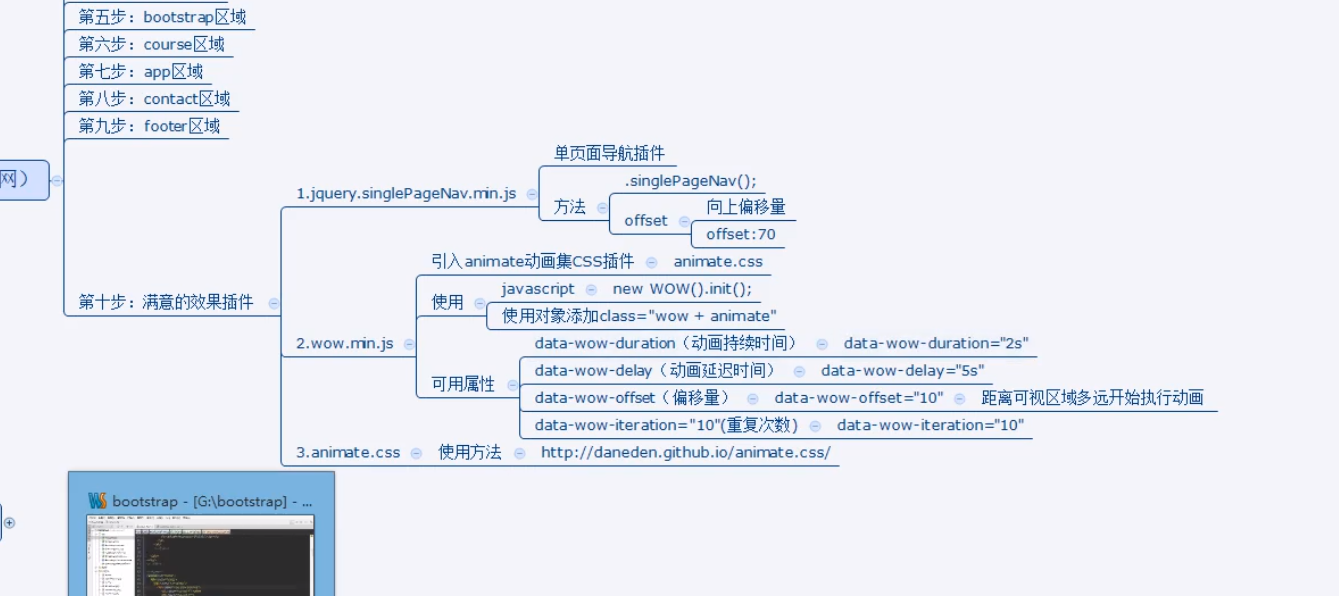 第五步：bootstrap区域
第六步：course区域
第七步：app区域
第八步：contact区域
第九步：footer区域
网）
第十步：满意的效果插件
1.jquery.singlePageNav.min.js
单页面导航插件
方法
.singlePageNav();
offset
向上偏移量
offset:70
2.wow.min.js
引入animate动画集CSS插件
animate.css
使用
javascript
new WOW().init();
使用对象添加class="wow + animate"
可用属性
data-wow-duration（动画持续时间）
data-wow-duration="2s"
data-wow-delay（动画延迟时间）
data-wow-delay="5s"
data-wow-offset（偏移量）
data-wow-offset="10"
距离可视区域多远开始执行动画
data-wow-iteration="10"(重复次数)
data-wow-iteration="10"
3.animate.css
使用方法
http://daneden.github.io/animate.css/
WS bootstrap - [G:\bootstrap] - ...